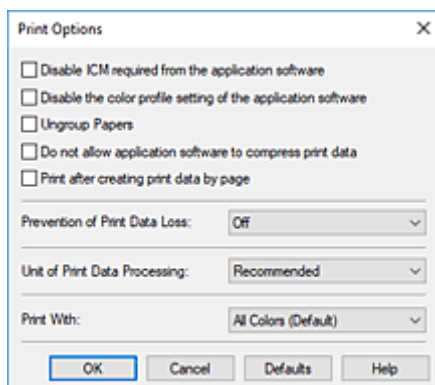 Print Options
Disable ICM required from the application software
Disable the color profile setting of the application software
Ungroup Papers
Do not allow application software to compress print data
Print after creating print data by page
Prevention of Print Data Loss: Off
Unit of Print Data Processing: Recommended
Print With: All Colors (Default)
OK Cancel Defaults Help